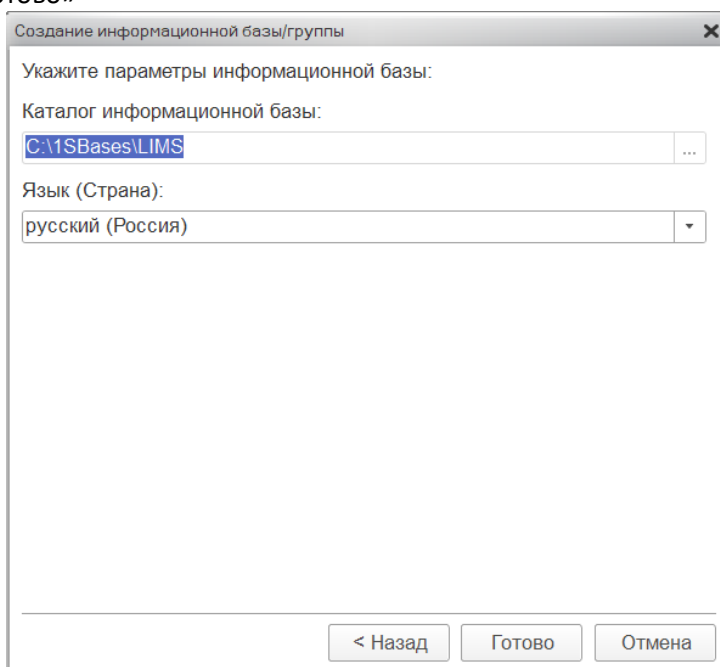 Создание информационной базы/группы
Укажите параметры информационной базы:
Каталог информационной базы:
C:\1SBases\LIMS
...
Язык (Страна):
русский (Россия)
< Назад Готово Отмена